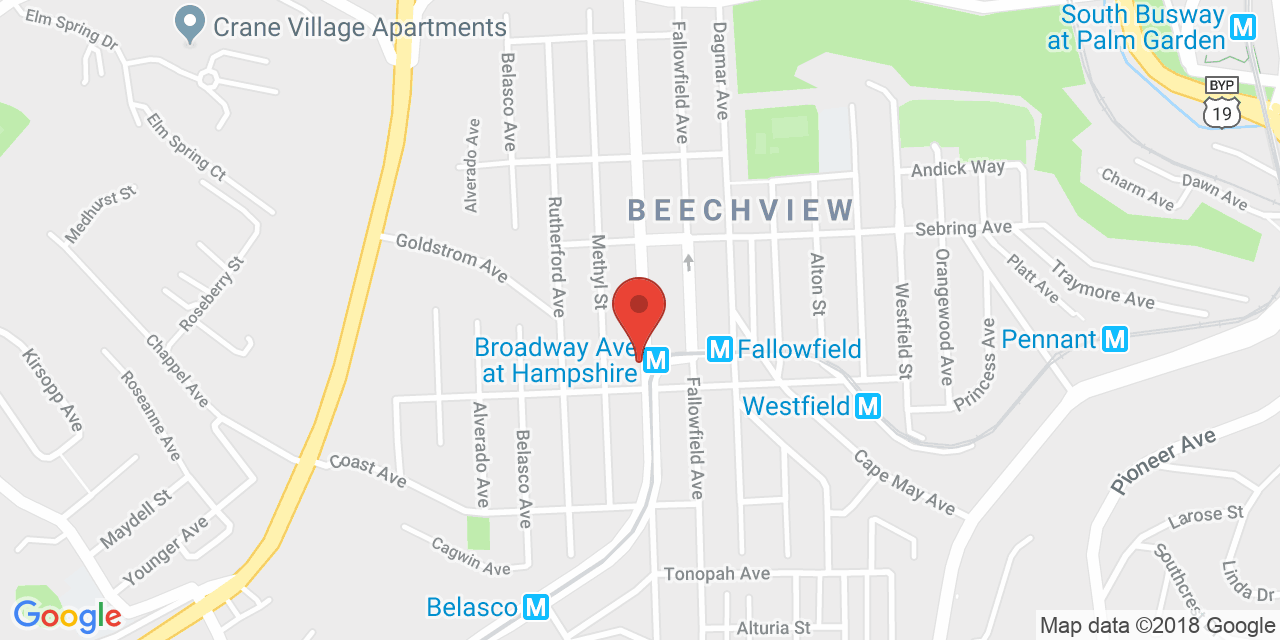 Elm Spring Dr
Crane Village Apartments
South Busway
at Palm Garden
BYP
19
Belasco Ave
Fallowfield Ave
Dagmar Ave
Alverado Ave
Elm Spring Ct
Andick Way
Charm Ave
Dawn Ave
Medhurst St
BEECHVIEW
Sebring Ave
Goldstrom Ave
Rutherford Ave
Methyl St
Alton St
Orangewood Ave
Platt Ave
Traymore Ave
Roseberry St
Westfield St
Princess Ave
Kirsopp Ave
Chappel Ave
Broadway Ave
at Hampshire
M
M
Fallowfield
Pennant
M
Roseanne Ave
Alverado Ave
Belasco Ave
Fallowfield Ave
Westfield
M
Coast Ave
Cape May Ave
Pioneer Ave
Maydell St
Younger Ave
Cagwin Ave
Larose St
Southcrest
Linda Dr
Tonopah Ave
Belasco
M
Alturia St
M
Google
Map data ©2018 Google